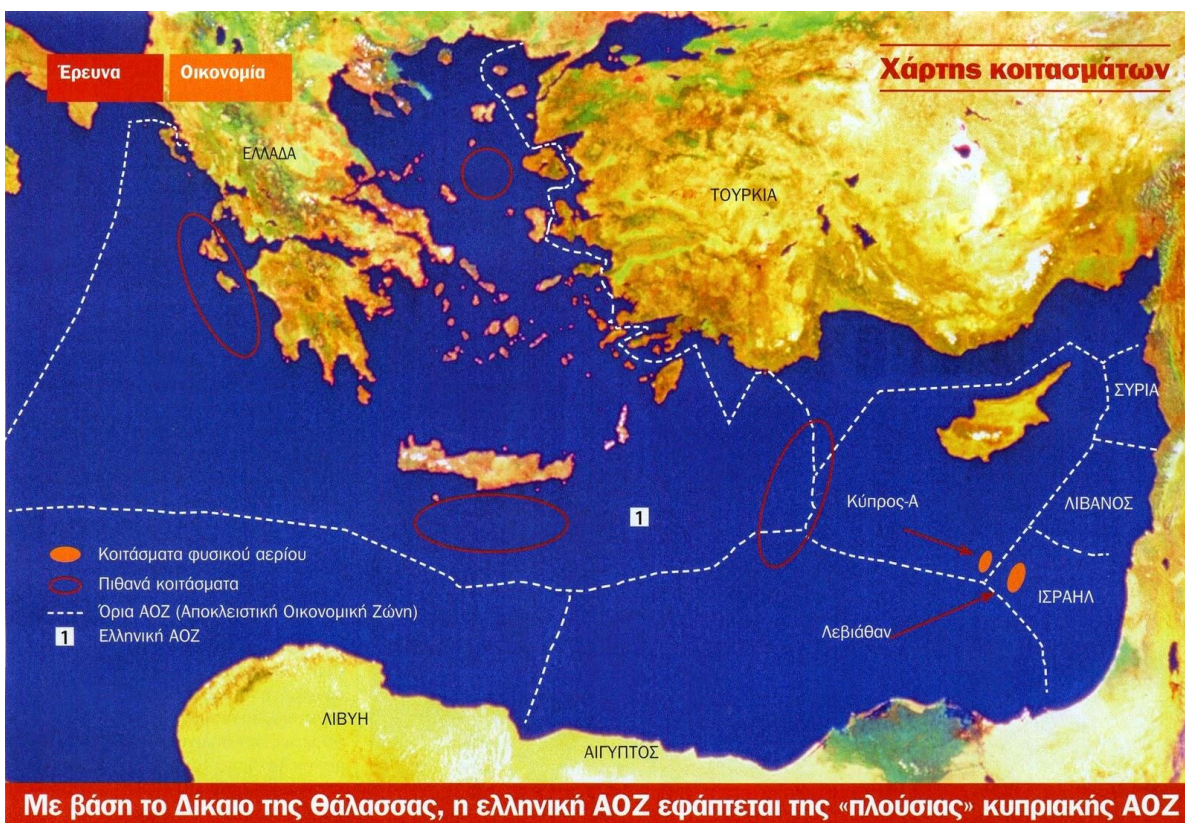 Έρευνα
Οικονομία
Χάρτης κοιτασμάτων
ΕΛΛΑΔΑ
ΤΟΥΡΚΙΑ
ΣΥΡΙΑ
Κύπρος-Α
ΛΙΒΑΝΟΣ
1
Κοιτάσματα φυσικού αερίου
Πιθανά κοιτάσματα
Όρια ΑΟΖ (Αποκλειστική Οικονομική Ζώνη)
1 Ελληνική ΑΟΖ
ΙΣΡΑΗΛ
Λεβιάθαν
ΛΙΒΥΗ
ΑΙΓΥΠΤΟΣ
Με βάση το Δίκαιο της Θάλασσας, η ελληνική ΑΟΖ εφάπτεται της «πλούσιας» κυπριακής ΑΟΖ